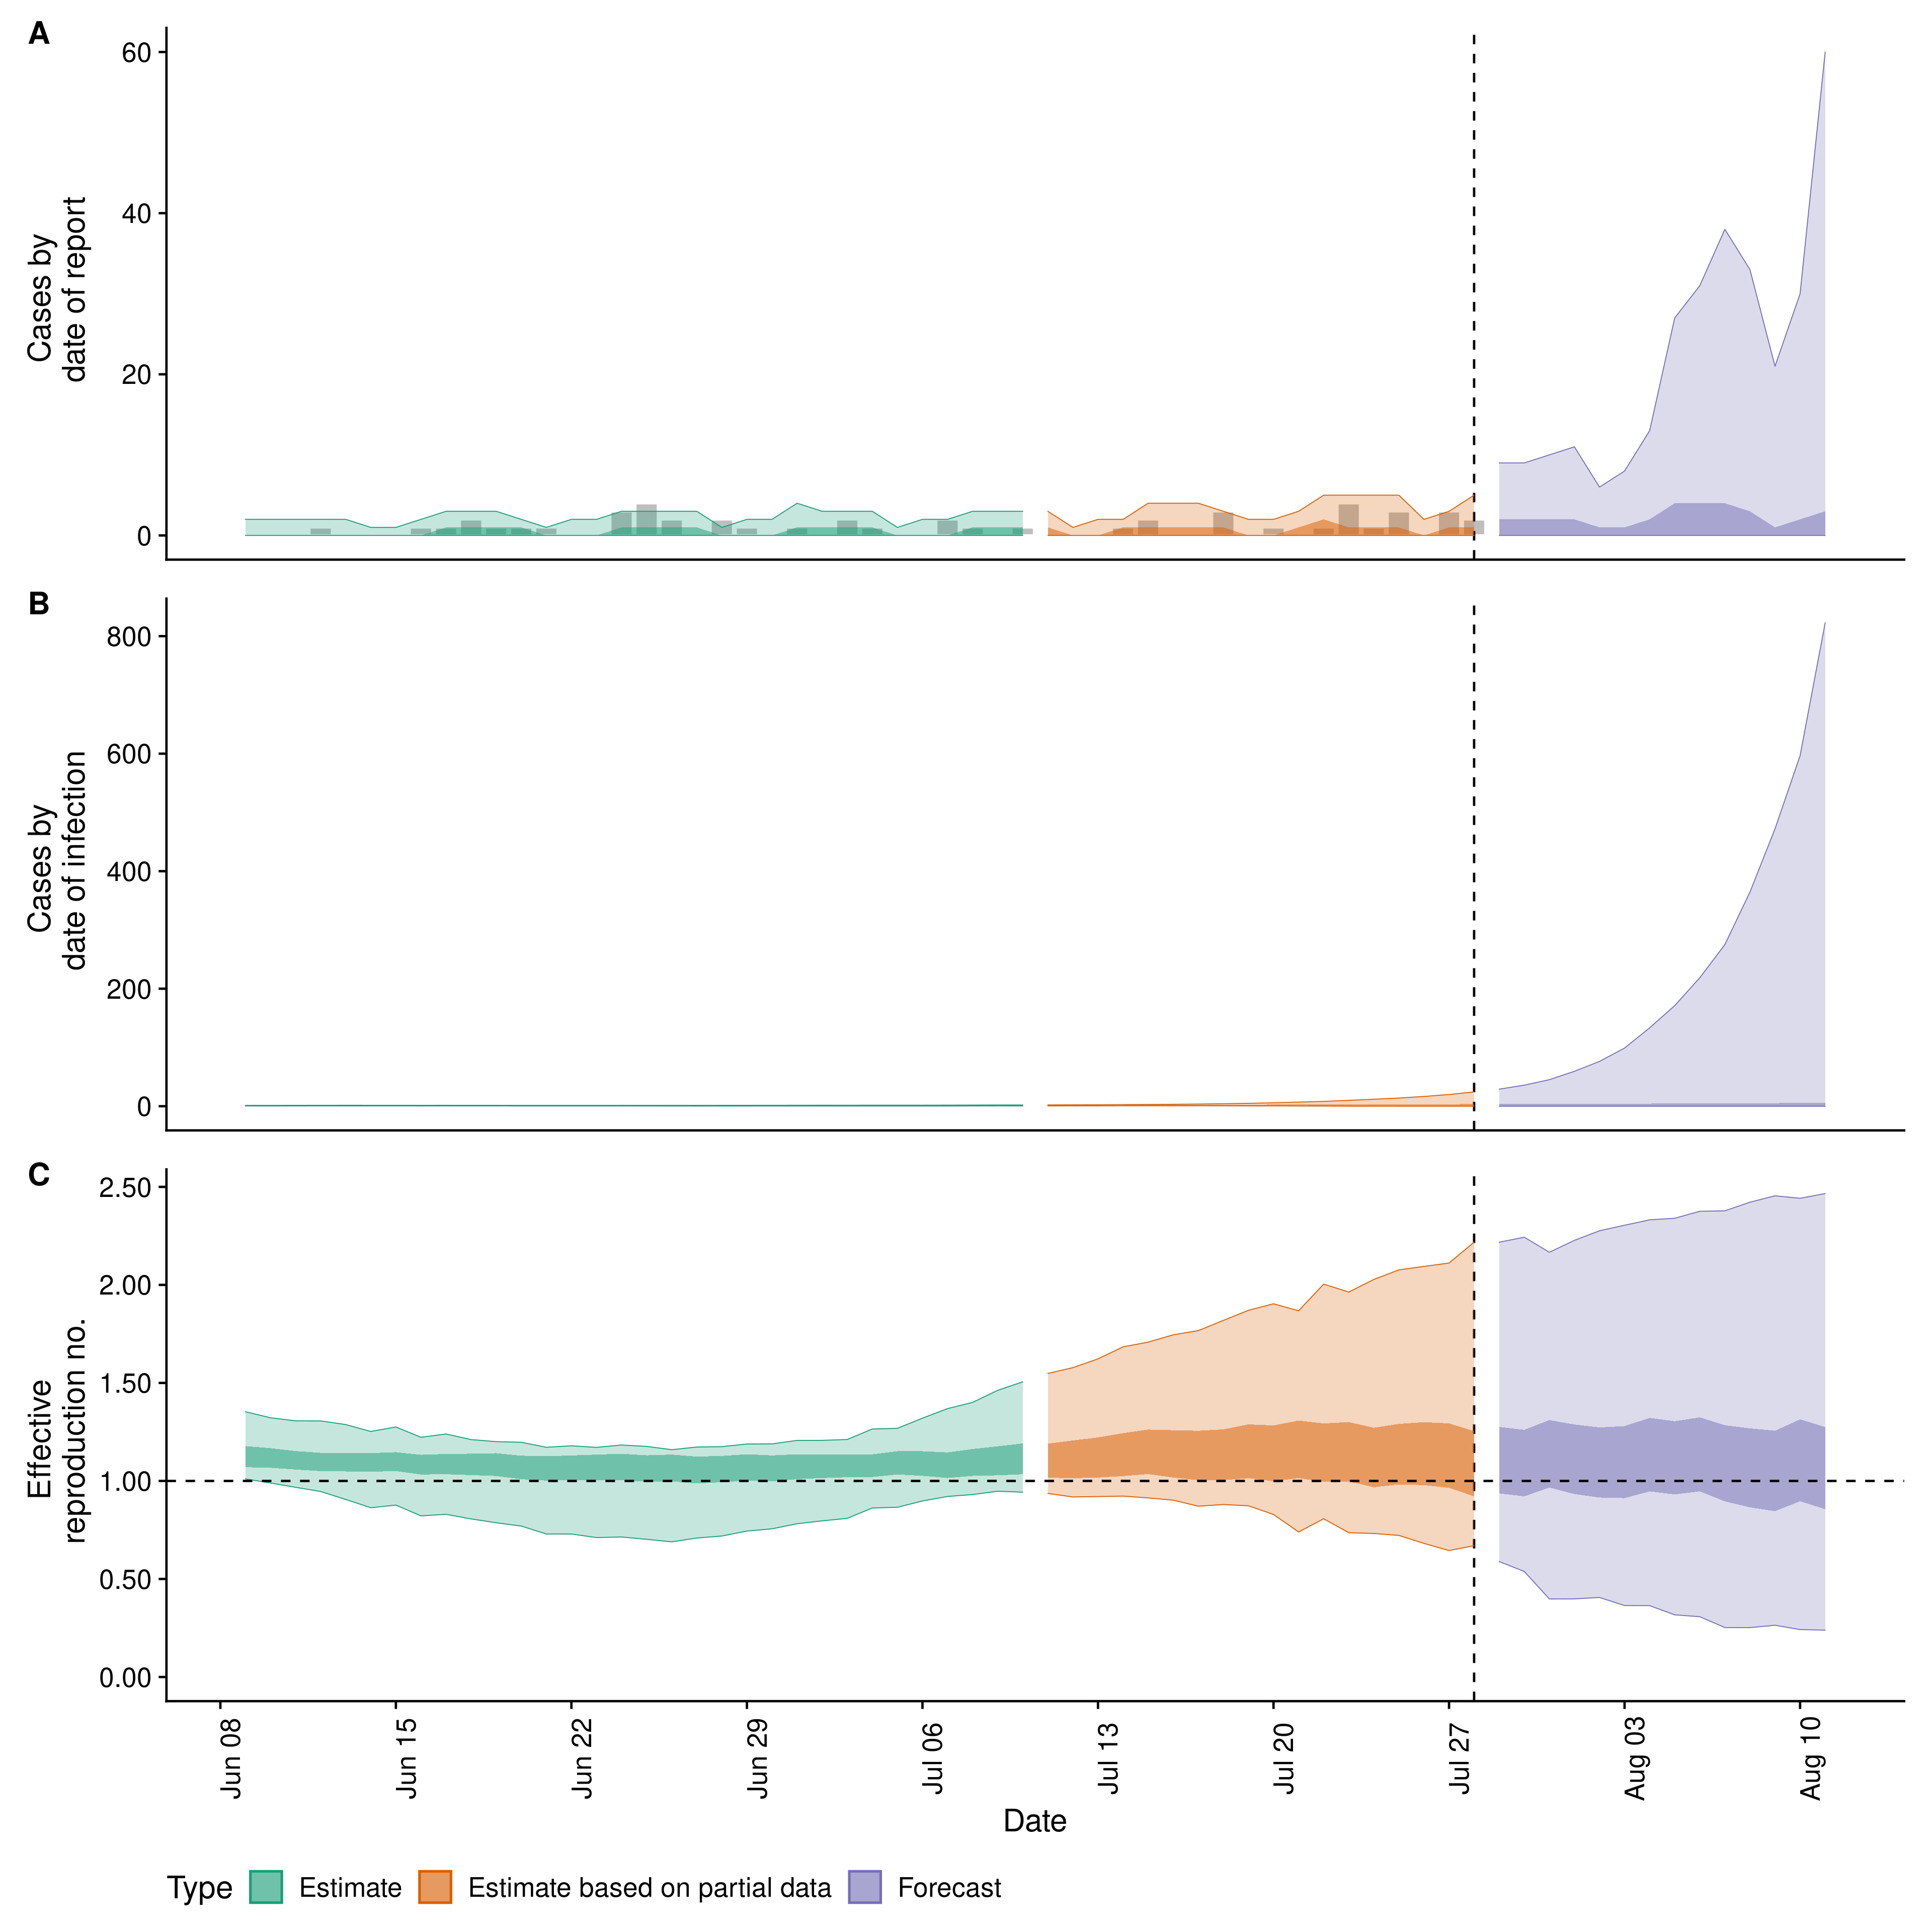 A
60
40
20
0
Cases by
date of report
B
800
600
400
200
0
Cases by
date of infection
C
2.50
2.00
1.50
1.00
0.50
0.00
Effective
reproduction no.
Jun 08
Jun 15
Jun 22
Jun 29
Jul 06
Jul 13
Jul 20
Jul 27
Aug 03
Aug 10
Date
Type Estimate Estimate based on partial data Forecast